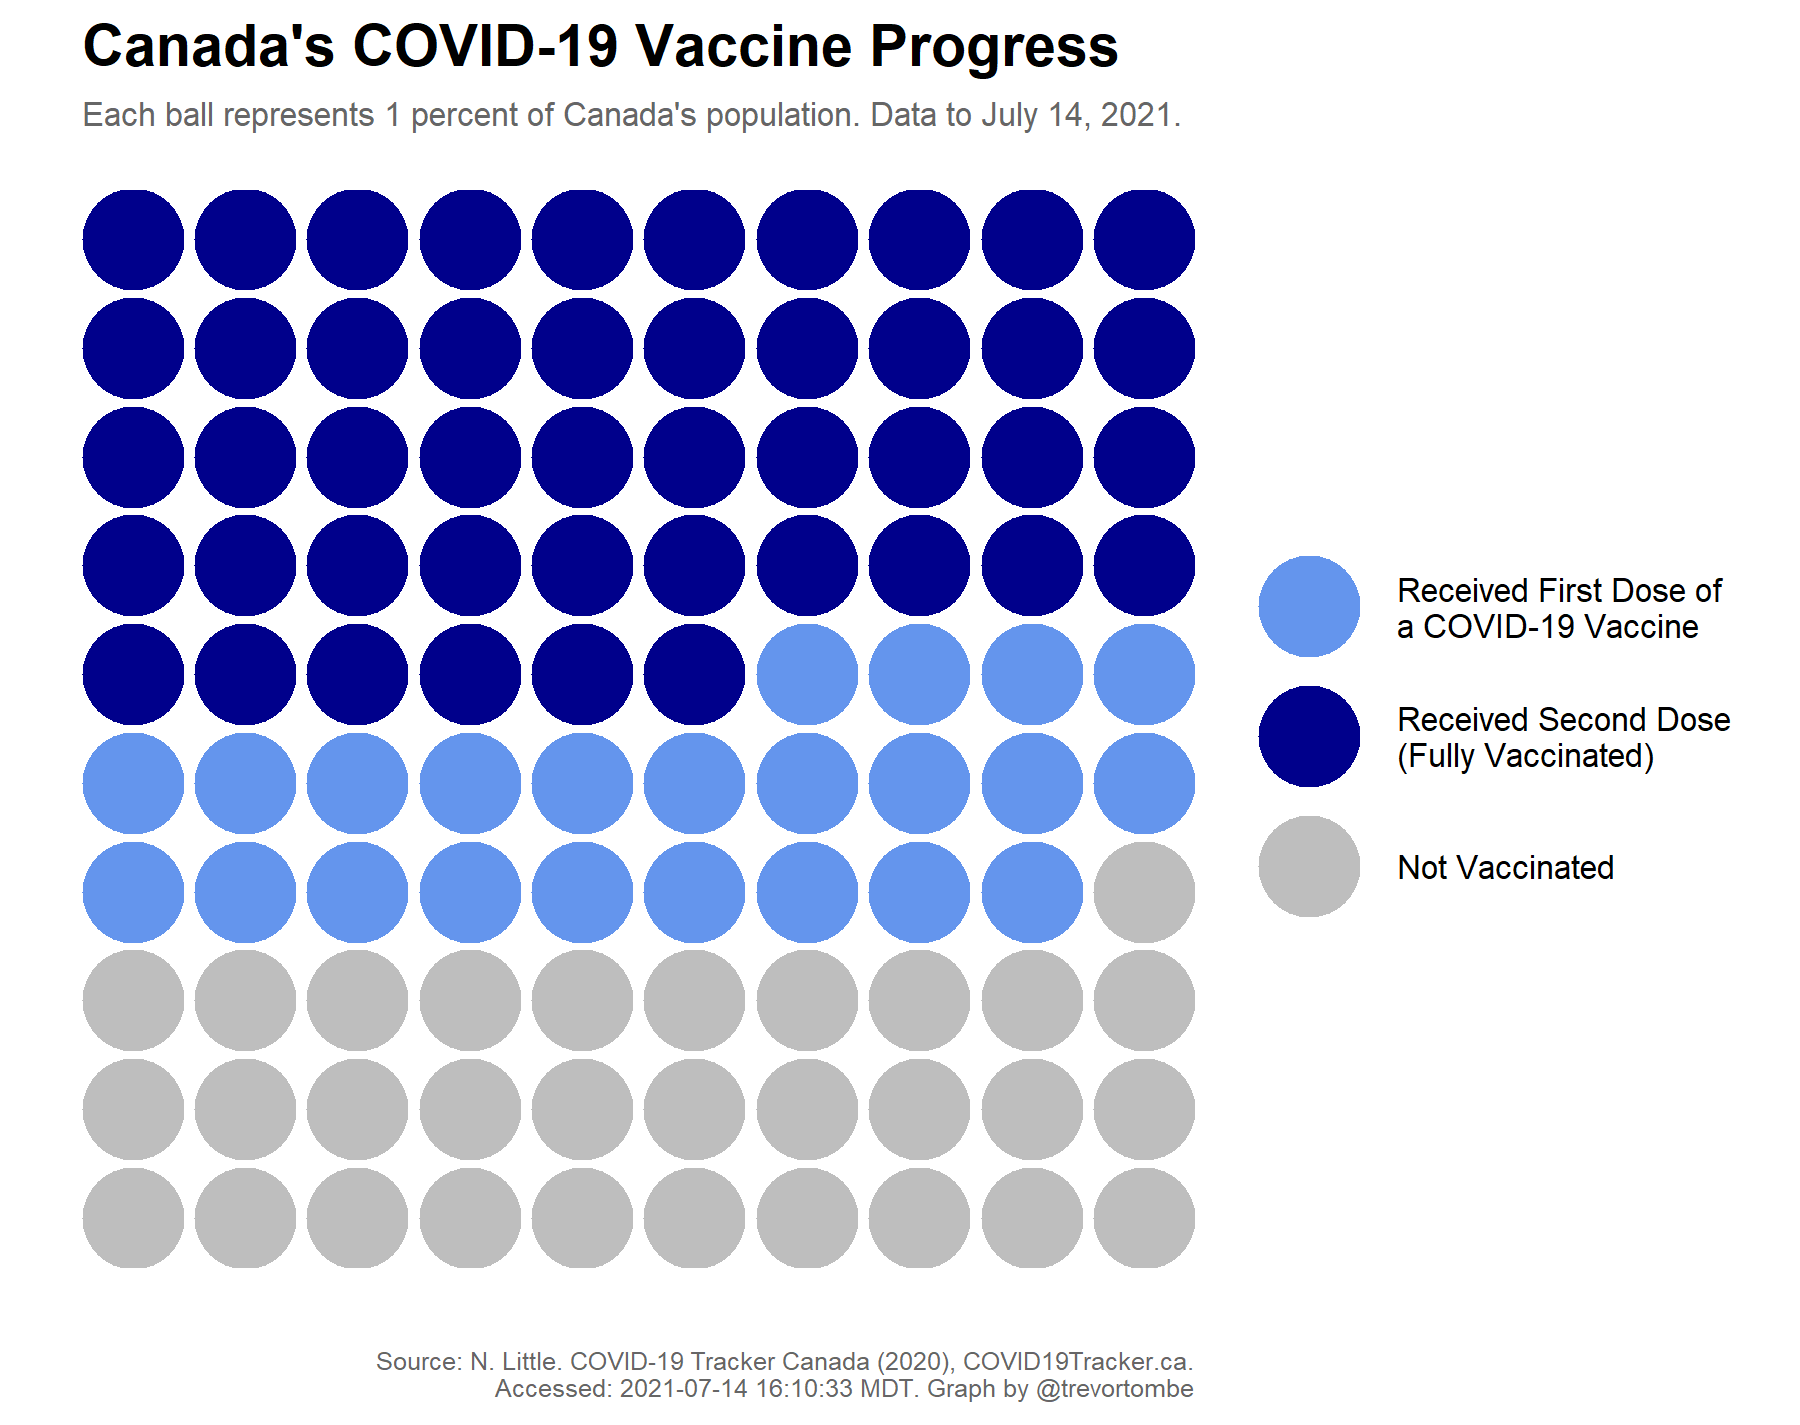 Canada's COVID-19 Vaccine Progress
Each ball represents 1 percent of Canada's population. Data to July 14, 2021.
Received First Dose of
a COVID-19 Vaccine
Received Second Dose
(Fully Vaccinated)
Not Vaccinated
Source: N. Little. COVID-19 Tracker Canada (2020), COVID19Tracker.ca.
Accessed: 2021-07-14 16:10:33 MDT. Graph by @trevortombe